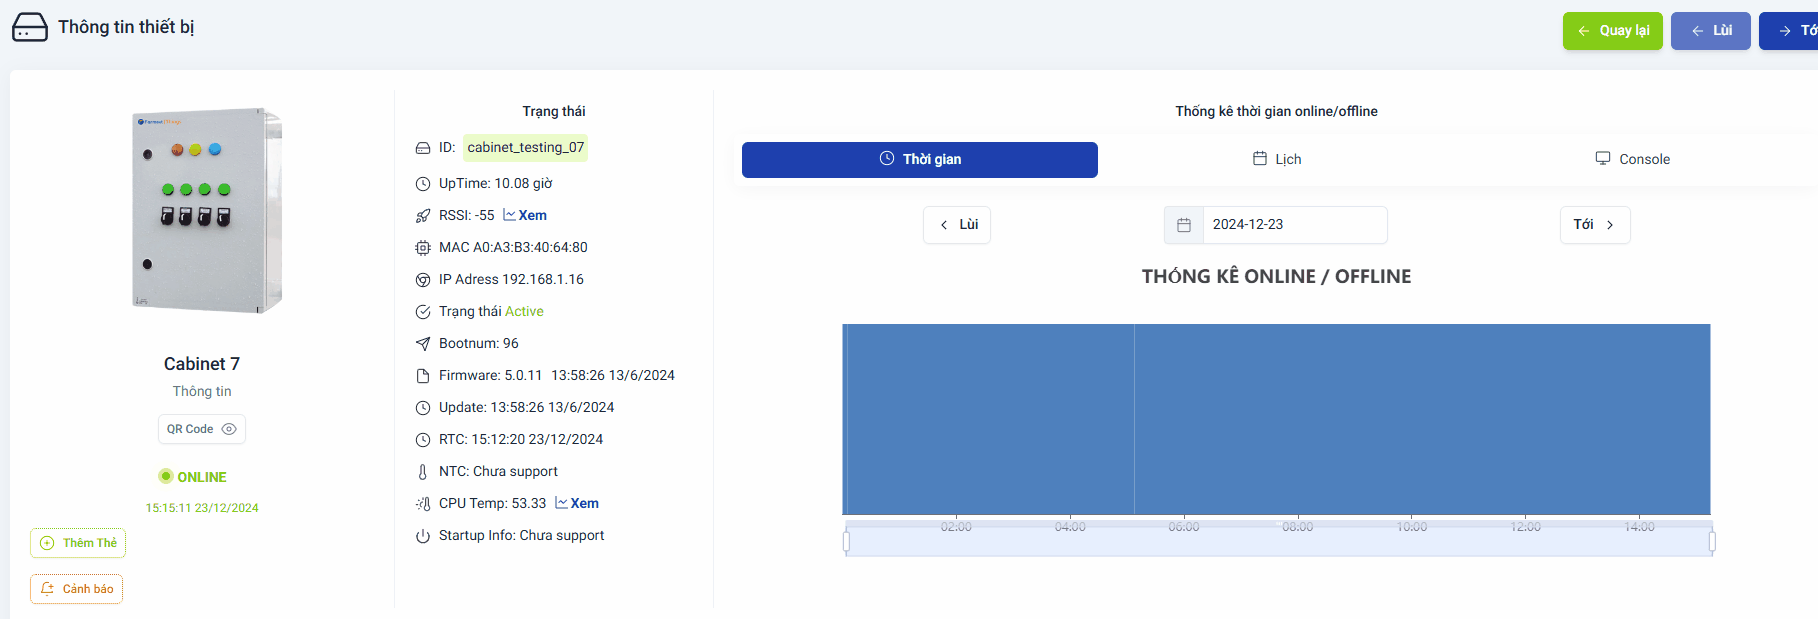 Thông tin thiết bị
Quay lại
Lùi
Cabinet 7
Thông tin
QR Code
ONLINE
15:15:11 23/12/2024
Thêm Thẻ
Cảnh báo
Trạng thái
ID: cabinet_testing_07
UpTime: 10.08 giờ
RSSI: -55 Xem
MAC A0:A3:B3:40:64:80
IP Adress 192.168.1.16
Trạng thái Active
Bootnum: 96
Firmware: 5.0.11 13:58:26 13/6/2024
Update: 13:58:26 13/6/2024
RTC: 15:12:20 23/12/2024
NTC: Chưa support
CPU Temp: 53.33 Xem
Startup Info: Chưa support
Thống kê thời gian online/offline
Thời gian
Lịch
Console
Lùi
2024-12-23
Tới
THỐNG KÊ ONLINE / OFFLINE
02:00 04:00 06:00 08:00 10:00 12:00 14:00